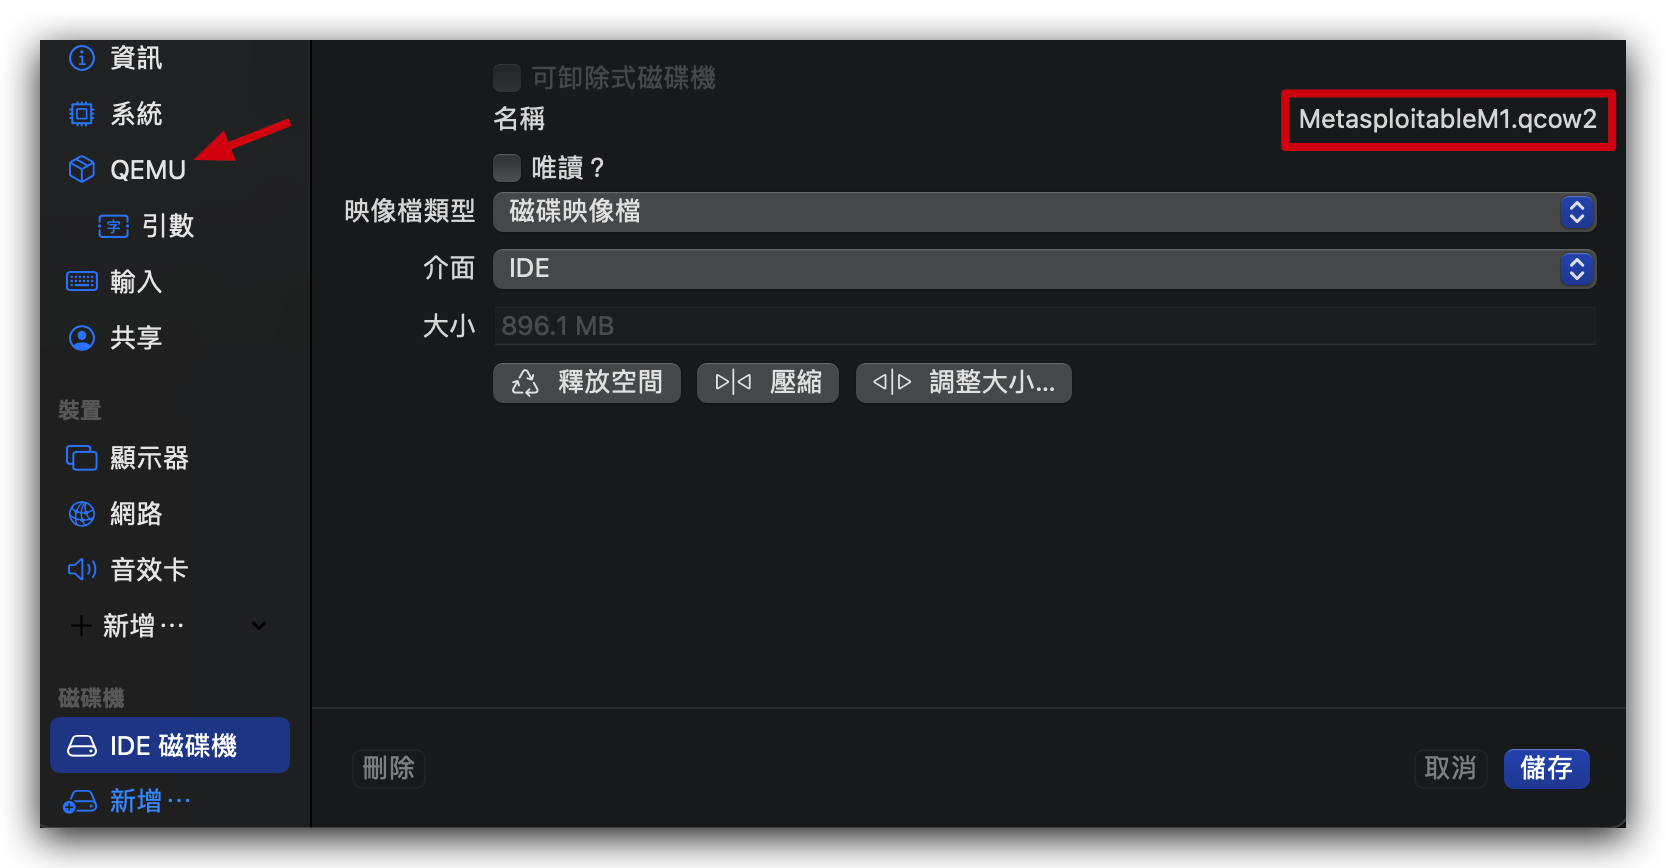 資訊
系統
QEMU
字 引數
輸入
共享
裝置
顯示器
網路
音效卡
新增…
磁碟機
IDE 磁碟機
新增…
可卸除式磁碟機
名稱 MetasploitableM1.qcow2
唯讀？
映像檔類型 磁碟映像檔
介面 IDE
大小 896.1 MB
釋放空間 壓縮 調整大小...
刪除 取消 儲存